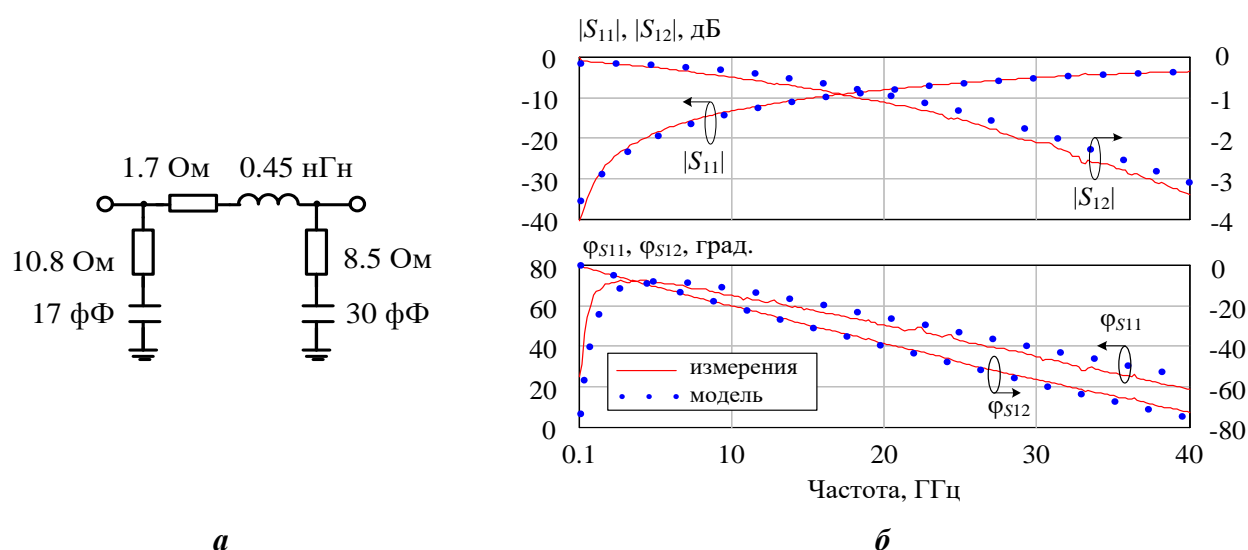 1.7 Ом 0.45 нГн
10.8 Ом 8.5 Ом
17 фФ 30 фФ
а
|S11|, |S12|, дБ
0 0
-10 -1
-20 -2
-30 -3
-40 -4
|S11|
|S12|
φS11, φS12, град.
80 0
60 -20
40 -40
20 -60
0 -80
φS11
φS12
измерения
модель
0.1 10 20 30 40
Частота, ГГц
б